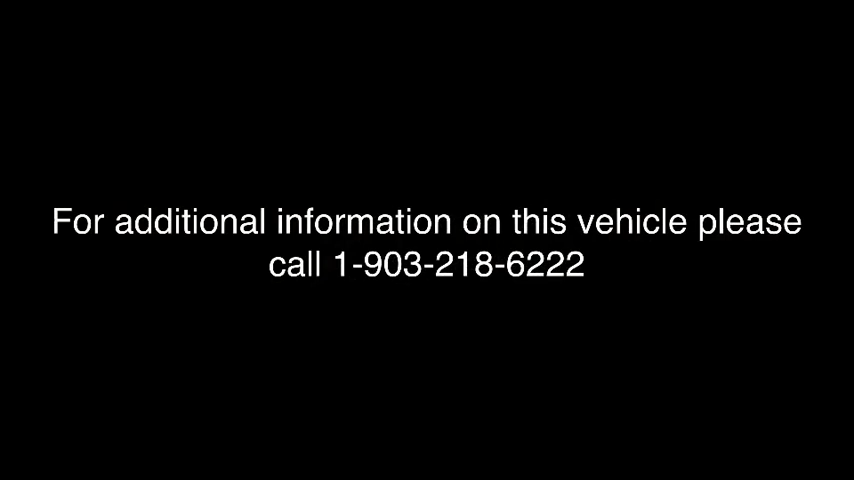 For additional information on this vehicle please
call 1-903-218-6222